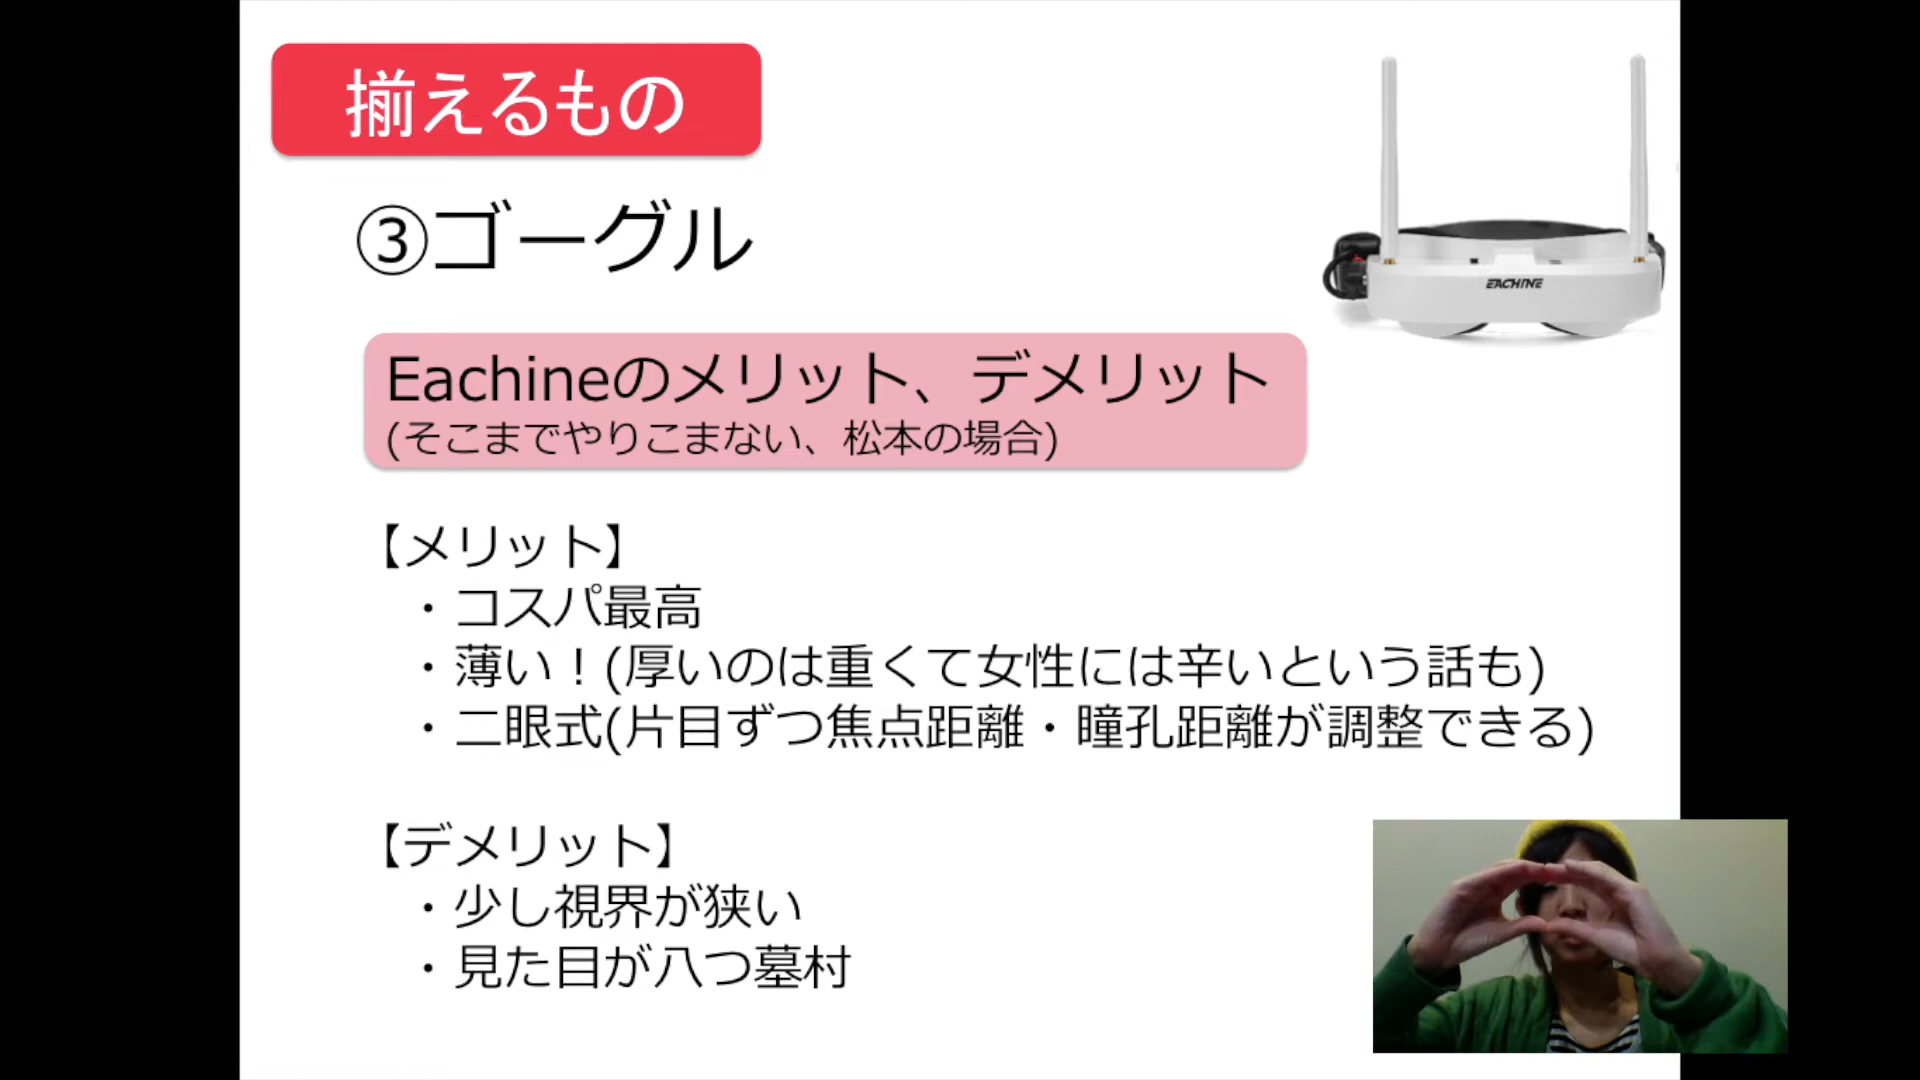 揃えるもの
③ゴーグル
EACHINE
Eachineのメリット、デメリット
(そこまでやりこまない、松本の場合)
【メリット】
・コスパ最高
・薄い！(厚いのは重くて女性には辛いという話も)
・二眼式(片目ずつ焦点距離・瞳孔距離が調整できる)
【デメリット】
・少し視界が狭い
・見た目が八つ墓村